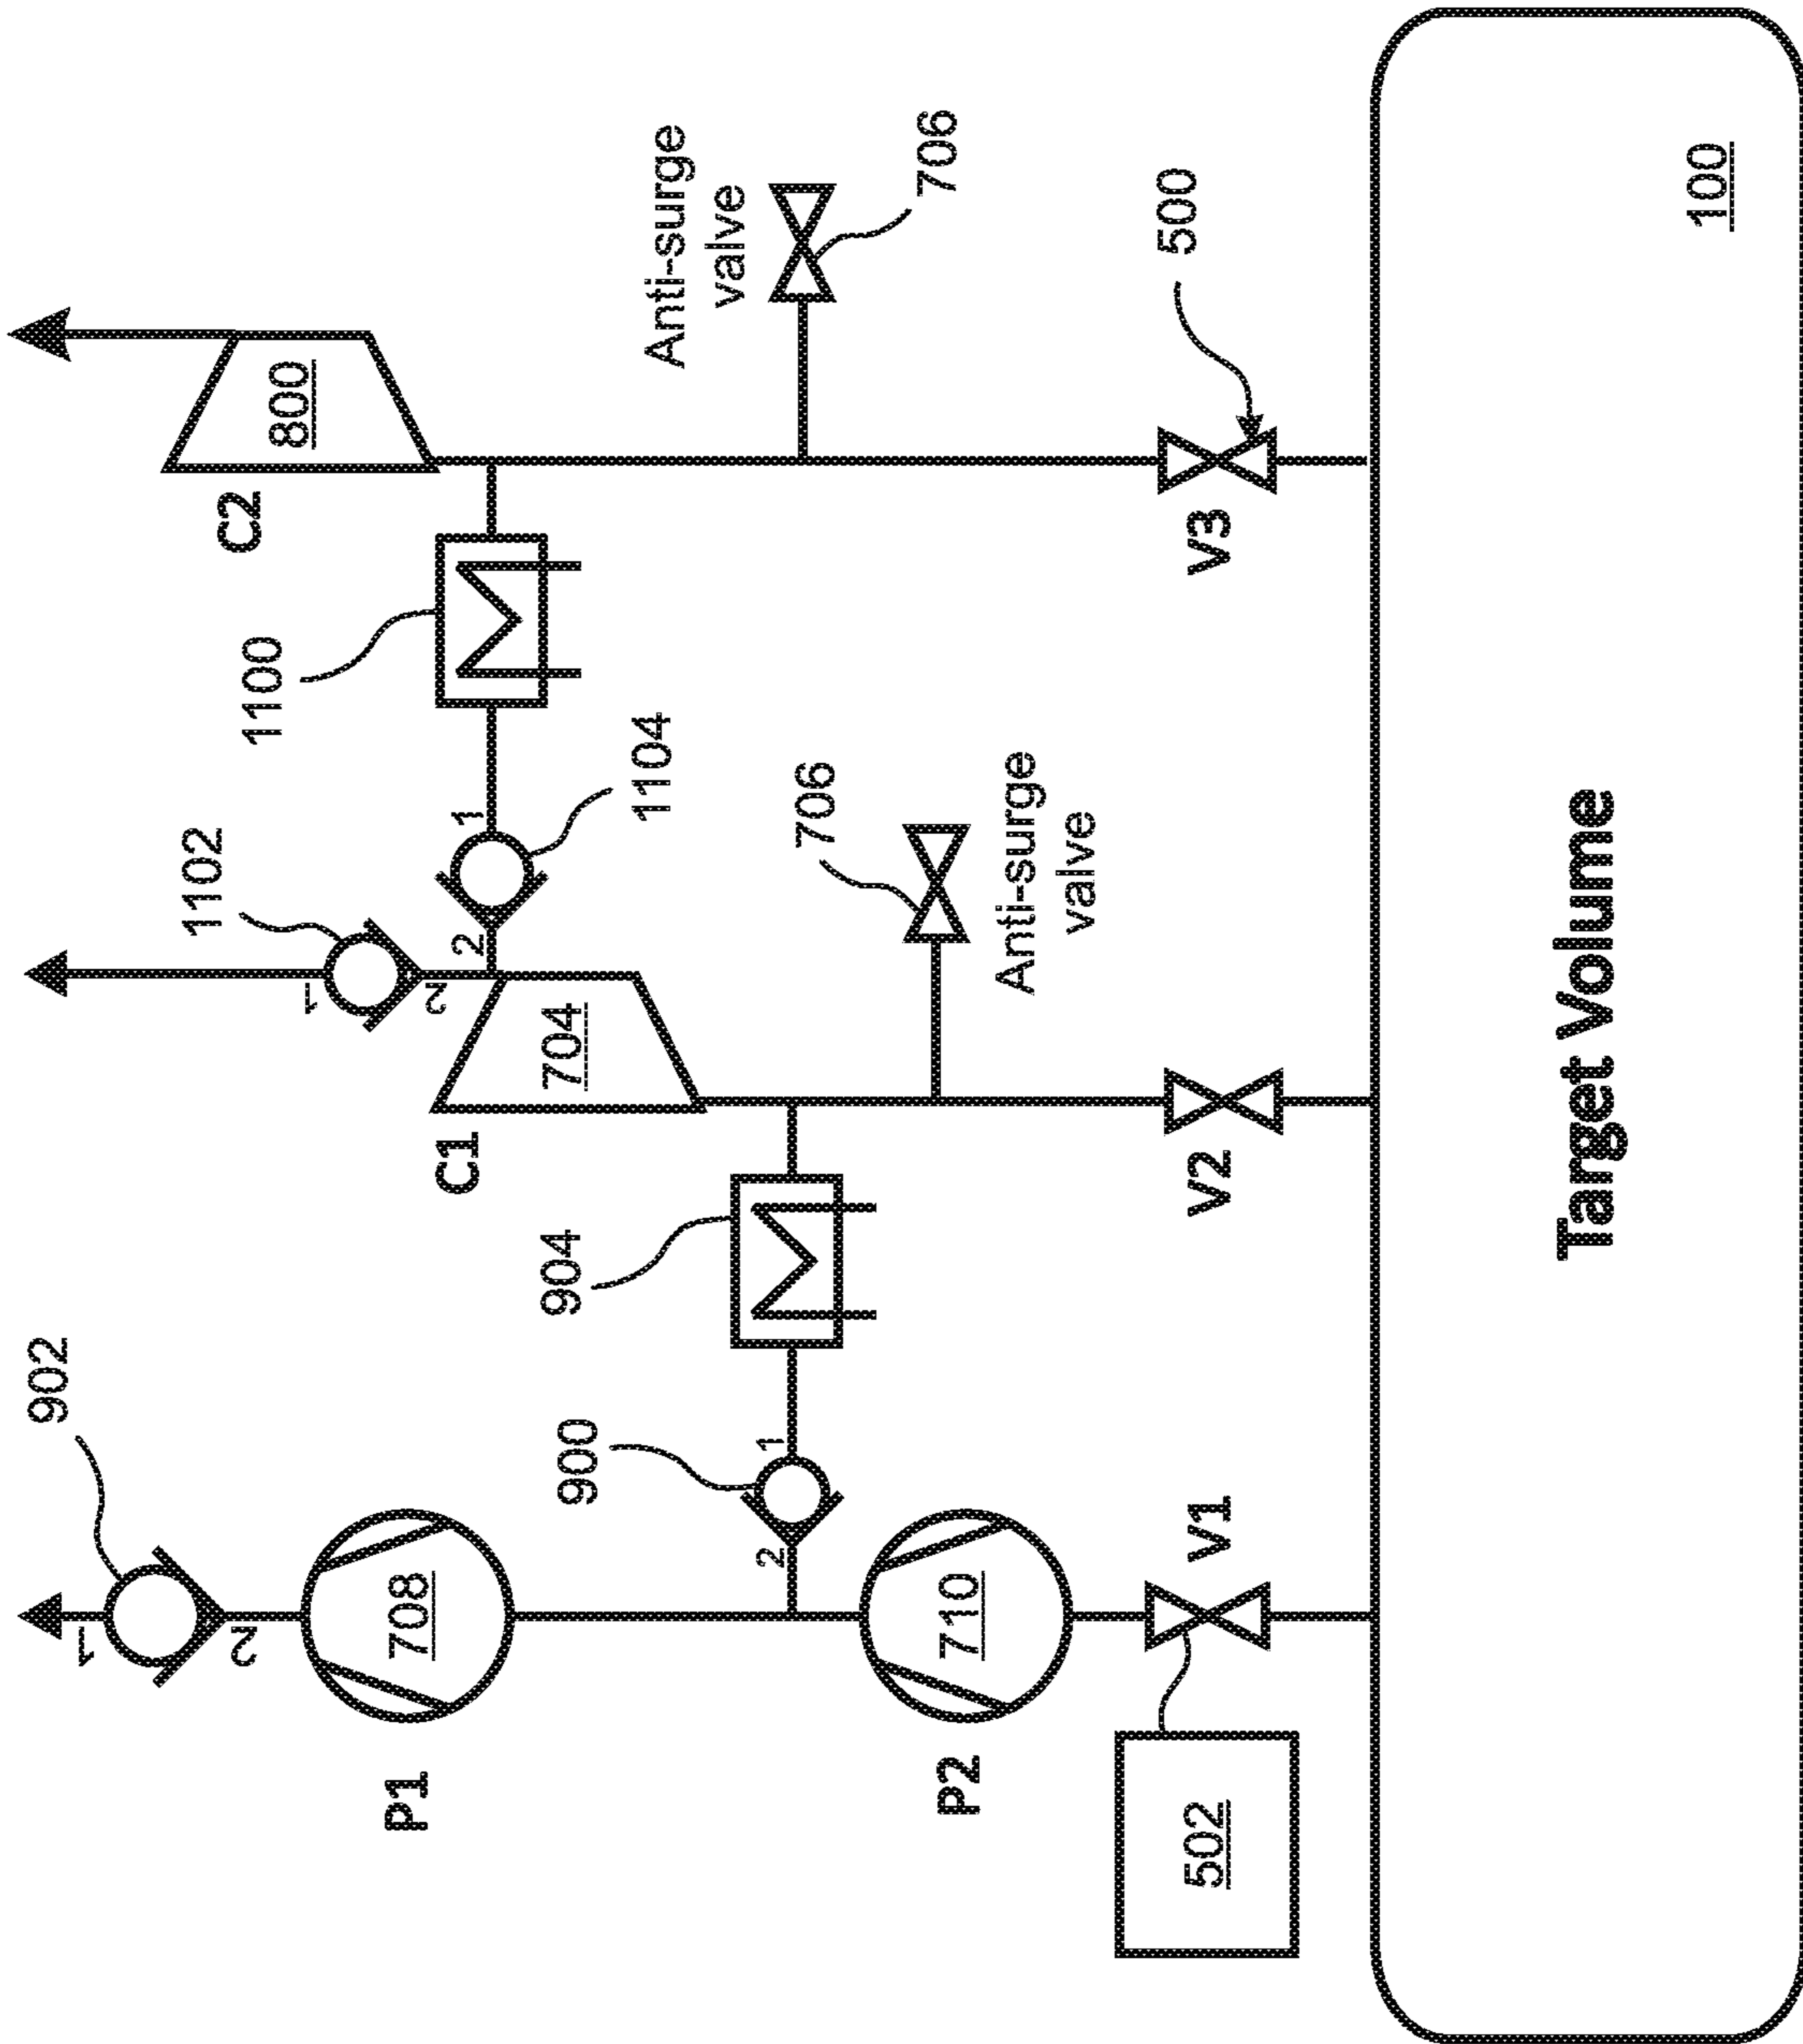 902
1
2
1102
1
2
C2
800
1100
P1
708
C1
704
2
1
1104
904
900
2
1
Anti-surge
valve
706
706
Anti-surge
valve
P2
710
500
502
V1
V2
V3
Target Volume
100